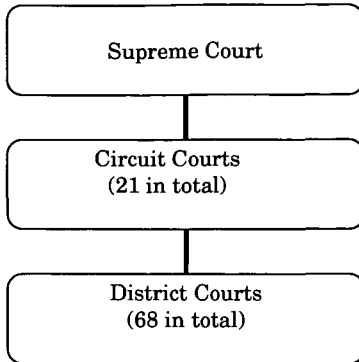 Supreme Court
Circuit Courts
(21 in total)
District Courts
(68 in total)